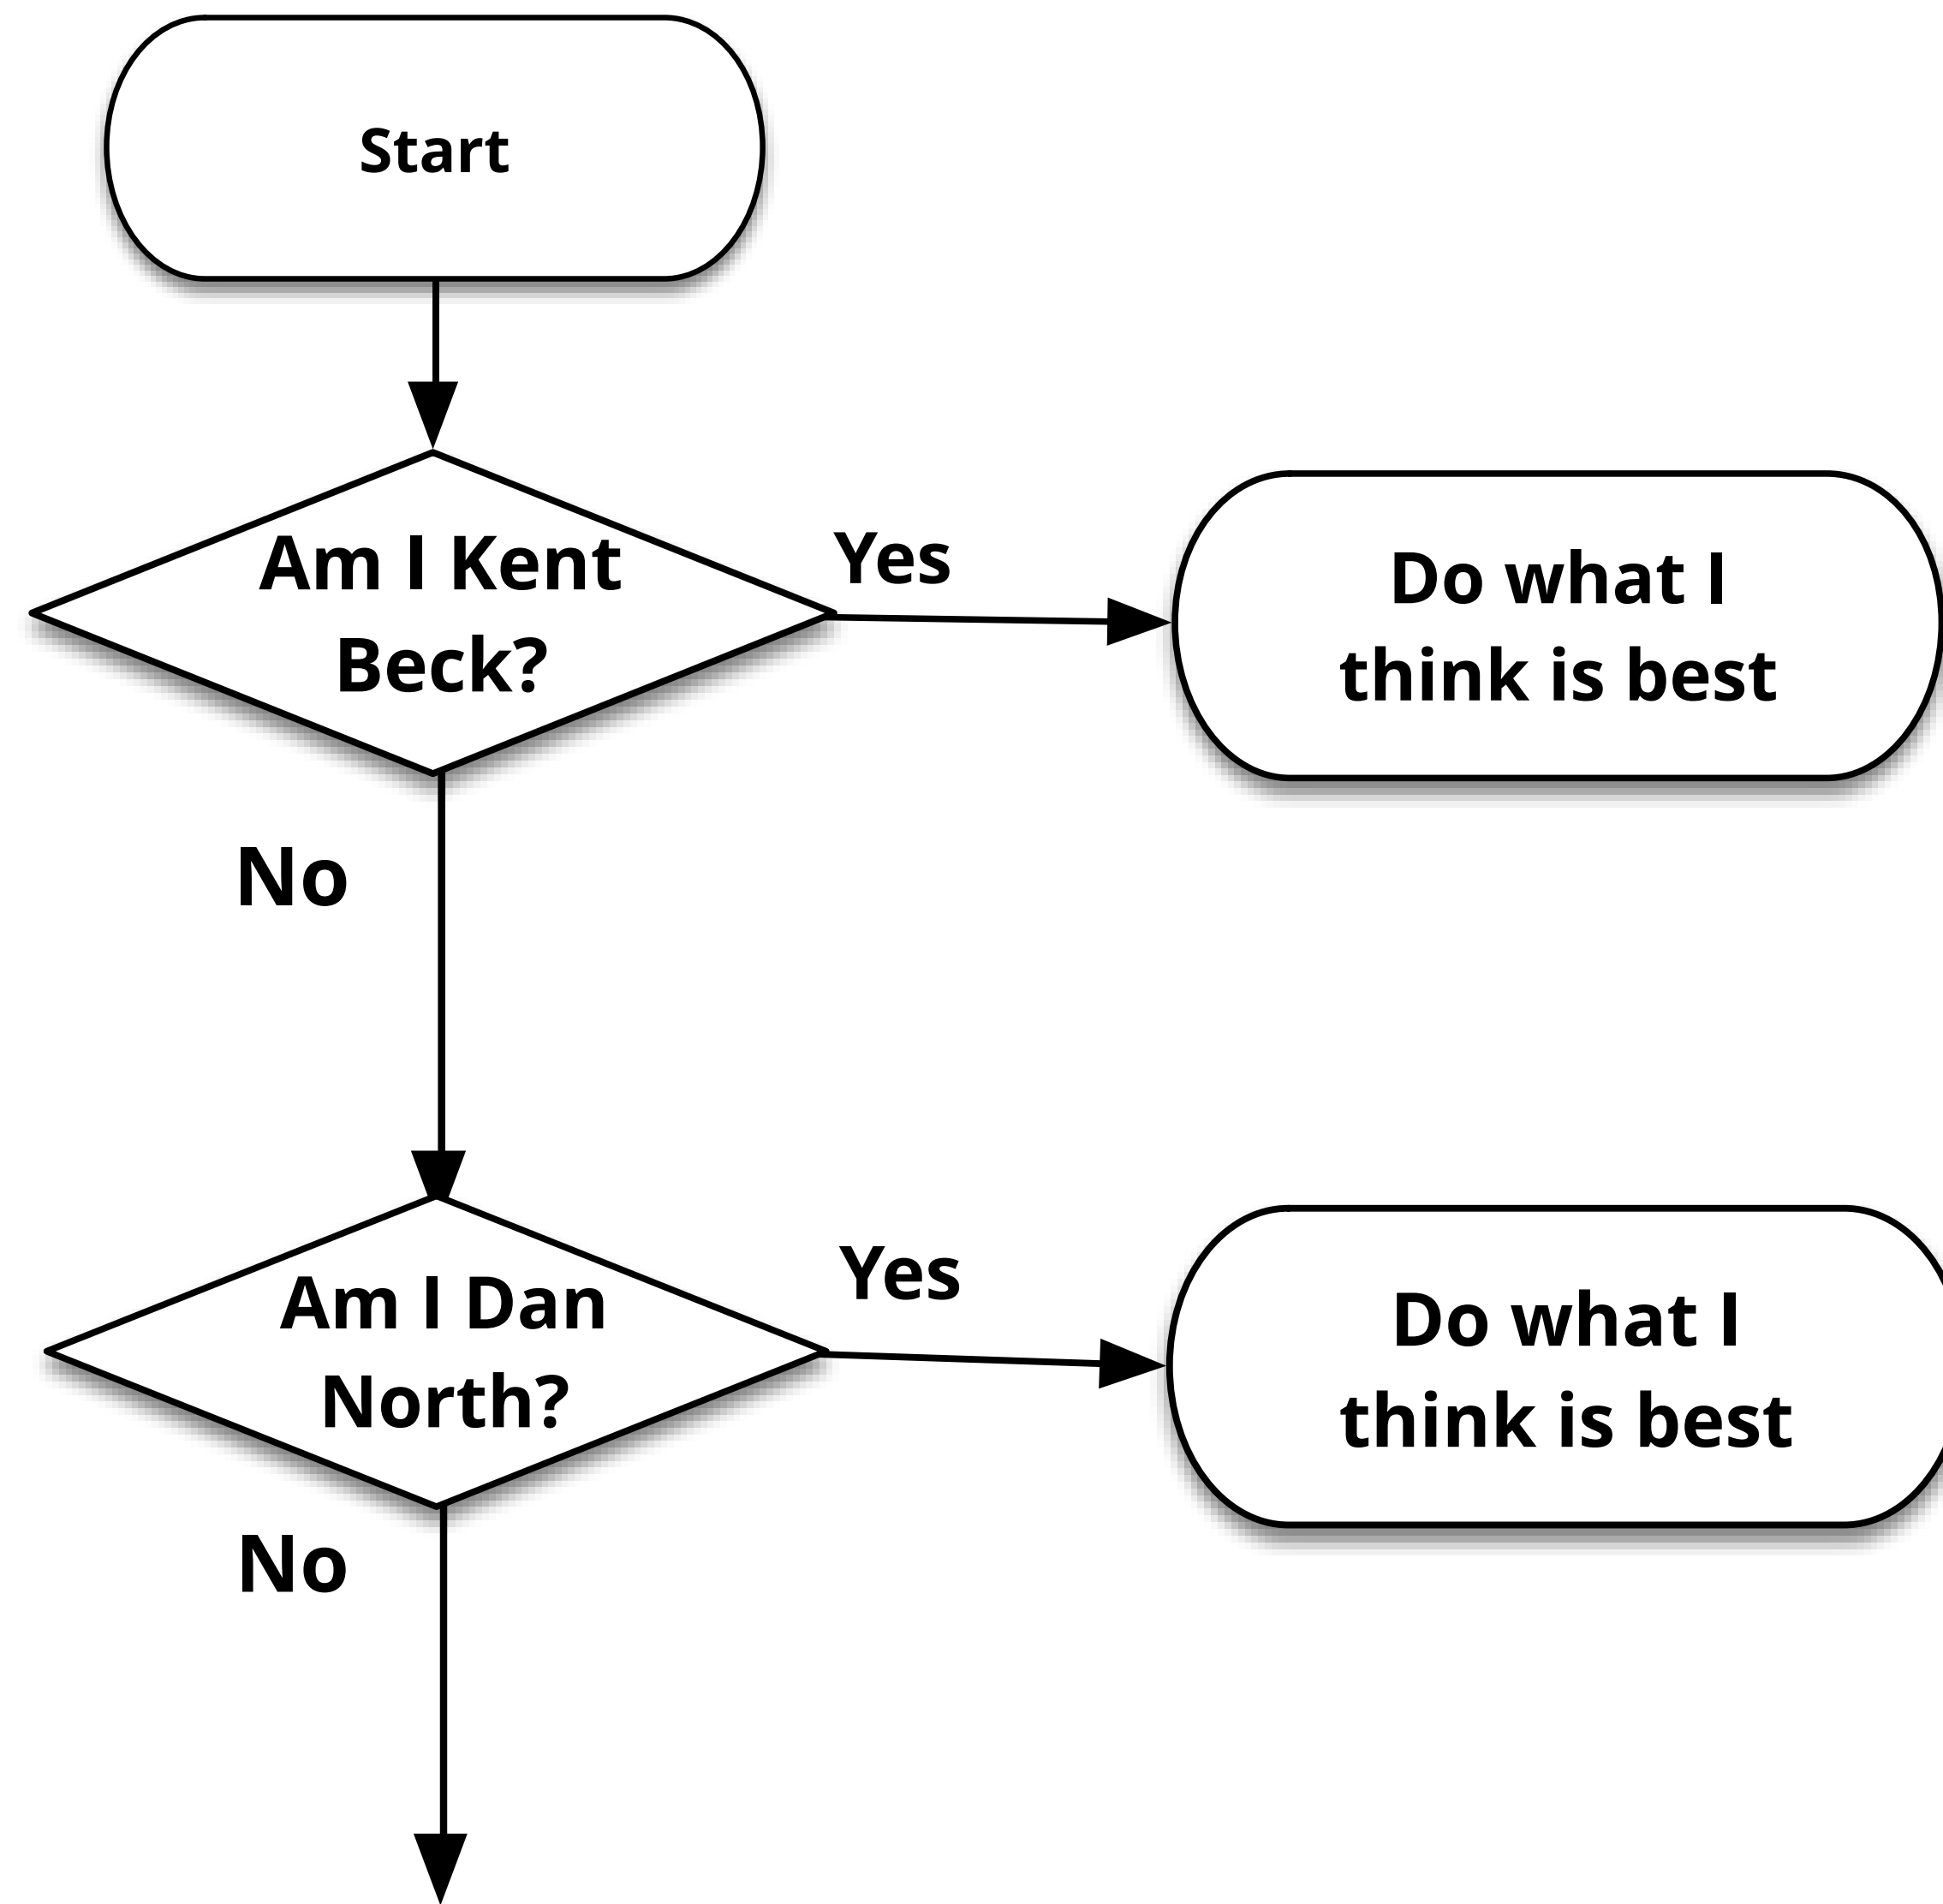 Start
Am I Kent
Beck?
Yes
Do what I
think is best
No
Am I Dan
North?
Yes
Do what I
think is best
No